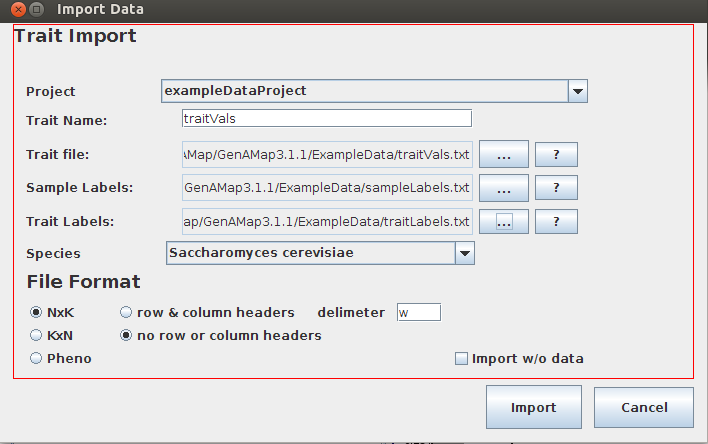 Import Data
Trait Import
Project exampleDataProject
Trait Name: traitVals
Trait file: \Map/GenAMap3.1.1/ExampleData/traitVals.txt ... ?
Sample Labels: GenAMap3.1.1/ExampleData/sampleLabels.txt ... ?
Trait Labels: ap/GenAMap3.1.1/ExampleData/traitLabels.txt ... ?
Species Saccharomyces cerevisiae
File Format
NxK row & column headers delimeter w
KxN no row or column headers
Pheno Import w/o data
Import Cancel